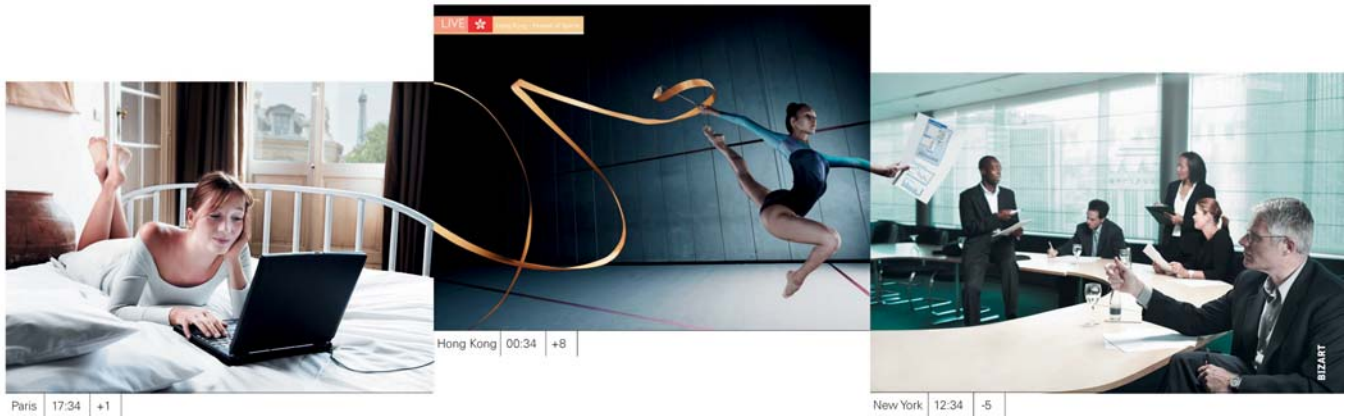 LIVE
Paris 17:34 +1
Hong Kong 00:34 +8
New York 12:34 -5
BIZART